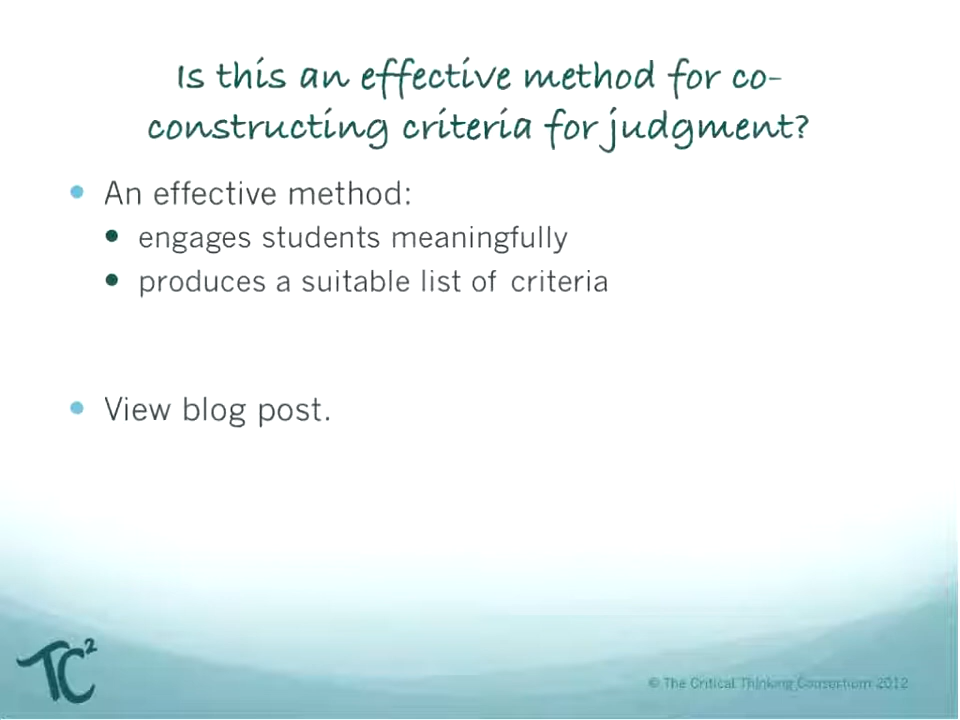 Is this an effective method for co-
constructing criteria for judgment?
An effective method:
engages students meaningfully
produces a suitable list of criteria
View blog post.
TC²
© The Critical Thinking Consortium 2012